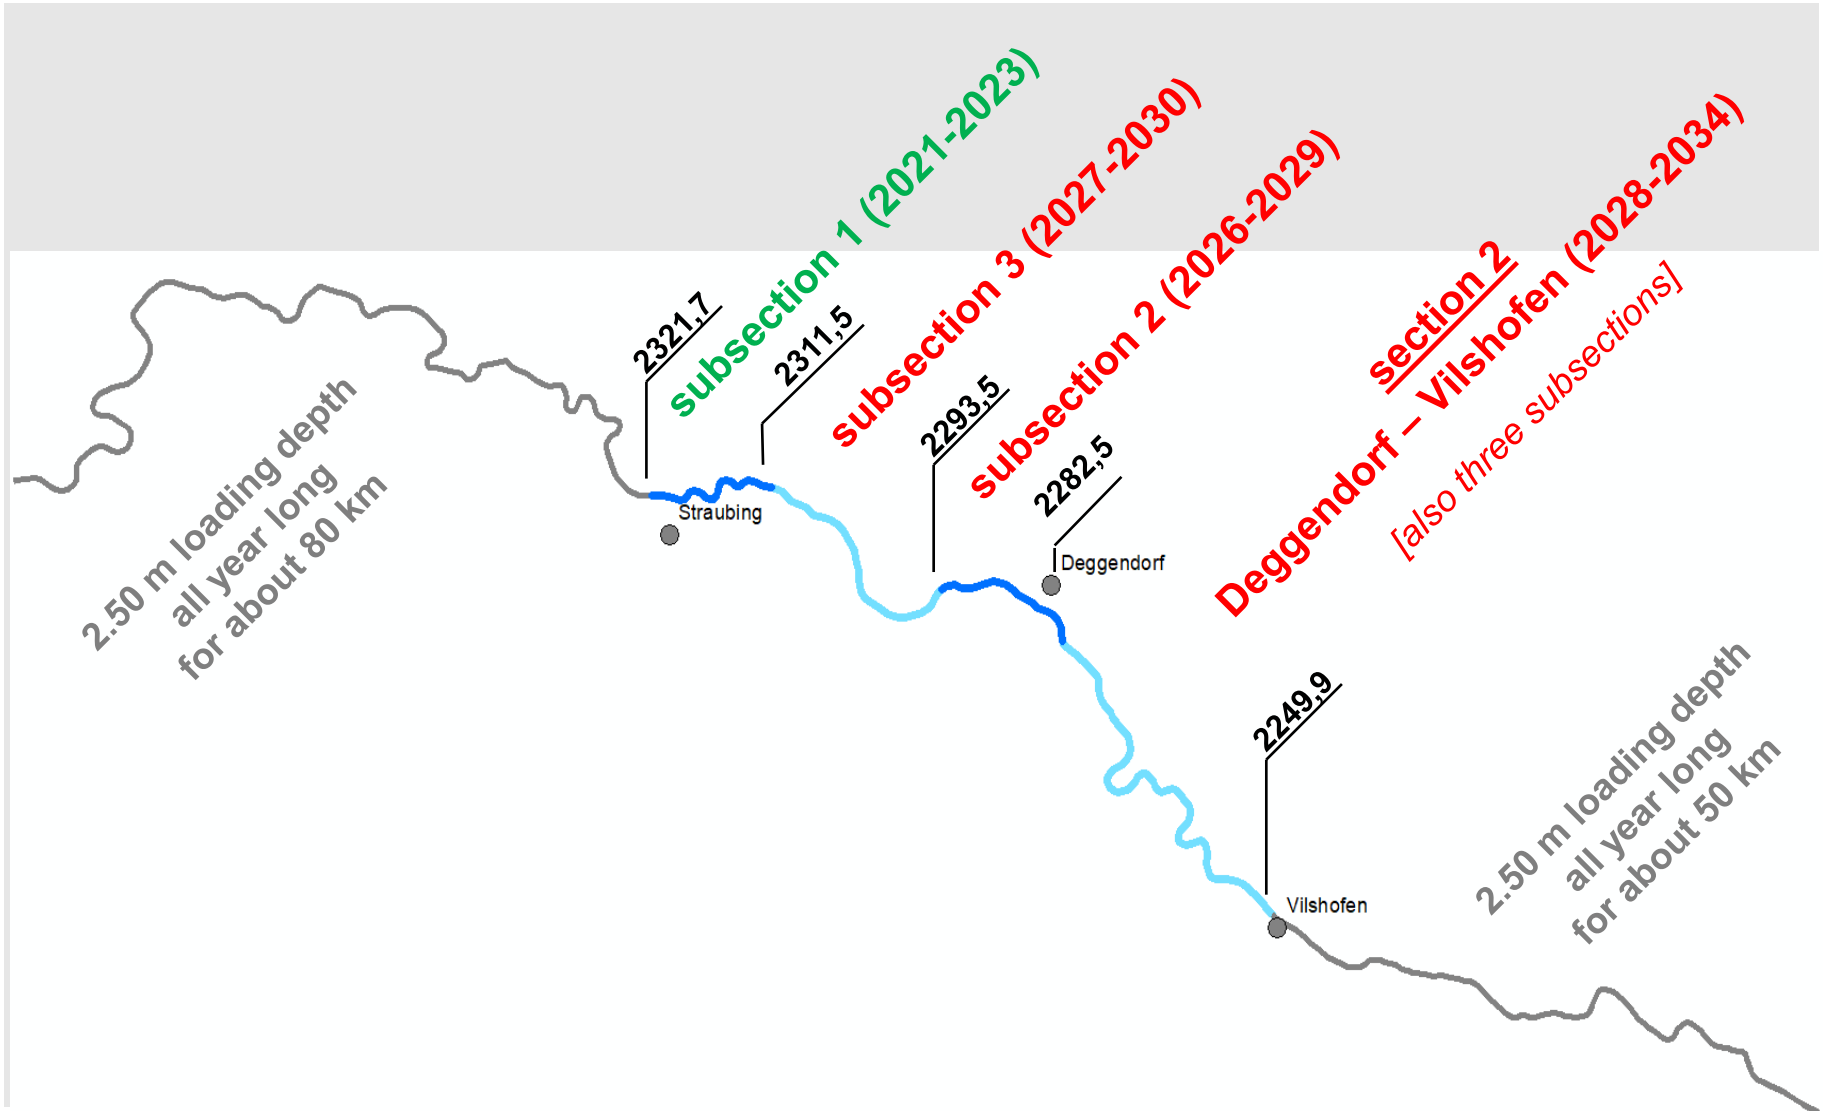 2321,7
subsection 1 (2021-2023)
2311,5
subsection 3 (2027-2030)
2293,5
subsection 2 (2026-2029)
2282,5
section 2
Deggendorf – Vilshofen (2028-2034)
[also three subsections]
2.50 m loading depth
all year long
for about 80 km
Straubing
Deggendorf
2249,9
Vilshofen
2.50 m loading depth
all year long
for about 50 km